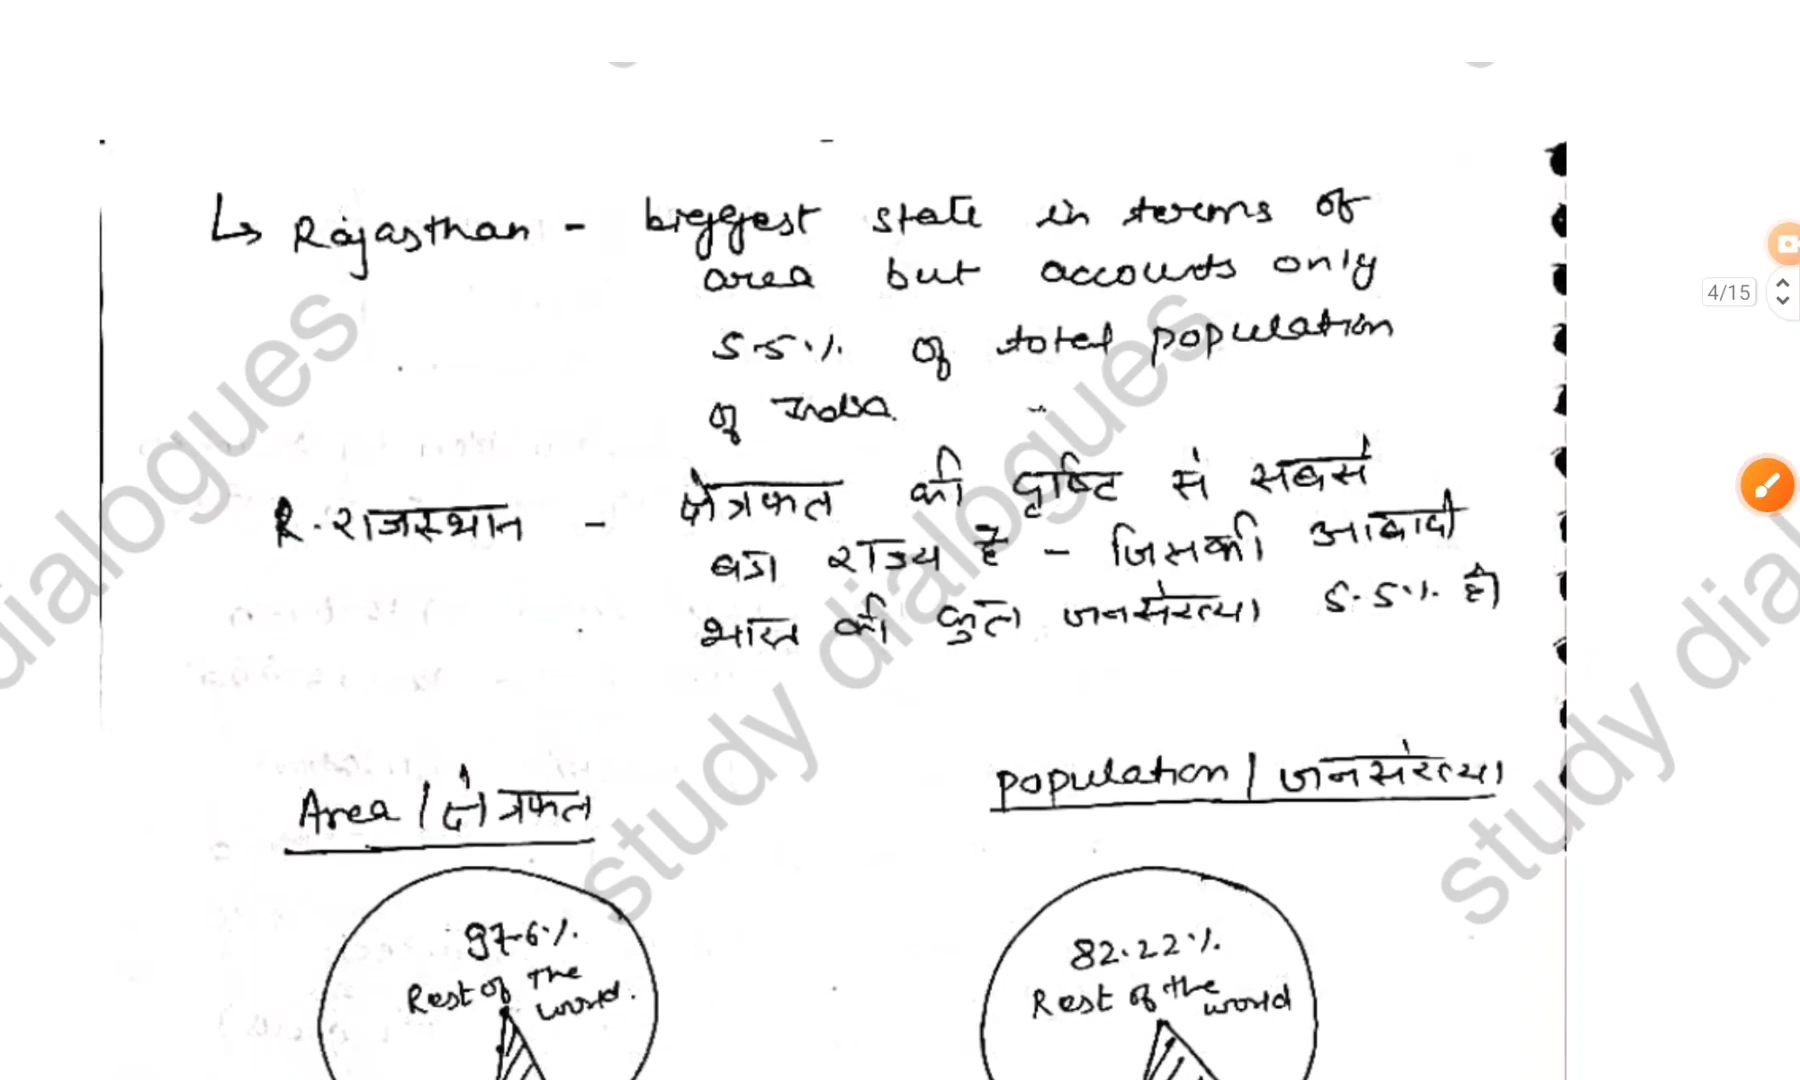 ↳ Rajasthan - biggest state in terms of
area but accounts only
5.5% of total population
of India.
R. राजस्थान - क्षेत्रफल की दृष्टि से सबसे
बडा राज्य है - जिसकी आबादी
भारत की कुल जनसंख्या 5.5% है।
Area / क्षेत्रफल
population / जनसंख्या
97.6%
Rest of The
world.
82.22%
Rest of the
world
4/15
study dialogues
study dialogues
dialogues